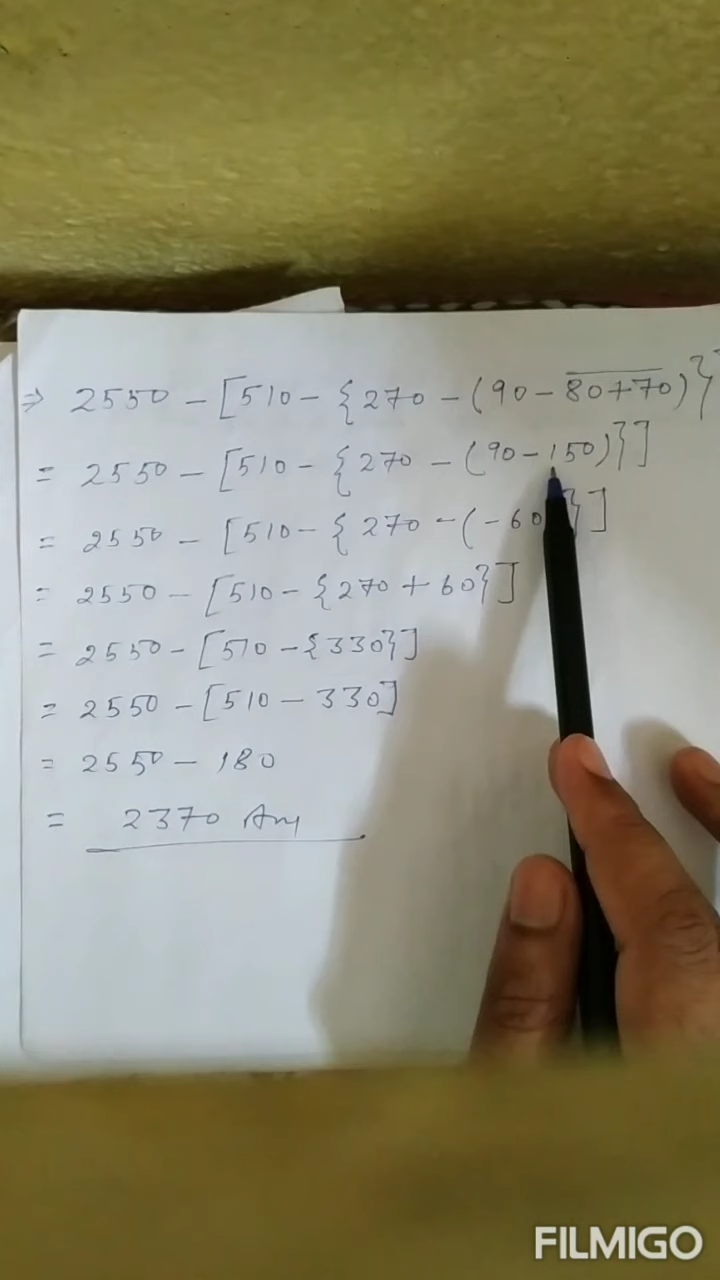 ⇒ 2550 - [510 - {270 - (90 - 80+70)}]
= 2550 - [510 - {270 - (90 - 150)}]
= 2550 - [510 - {270 - (-60)}]
= 2550 - [510 - {270 + 60}]
= 2550 - [510 - {330}]
= 2550 - [510 - 330]
= 2550 - 180
= 2370 Ans
FILMIGO